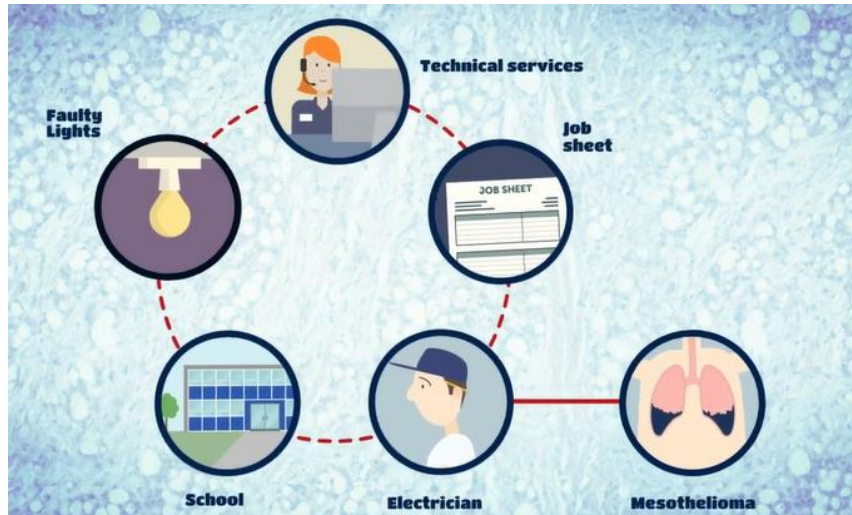 Technical services
Faulty
Lights
Job
sheet
JOB SHEET
School
Electrician
Mesothelioma